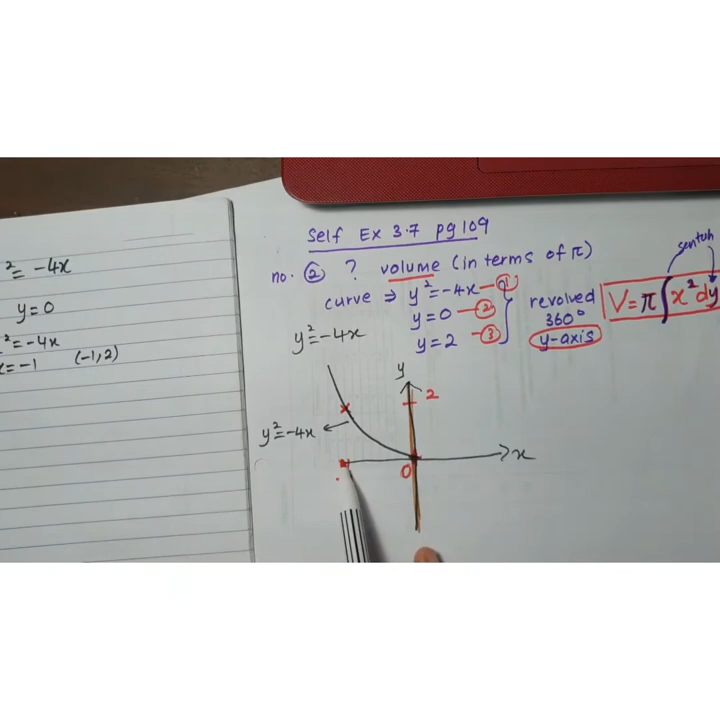 ² = -4x
y = 0
² = -4x
x = -1 (-1,2)
Self Ex 3.7 pg 109
no. ② ? volume (in terms of π)
curve ⇒ y² = -4x — ①
y = 0 — ②
y = 2 — ③
revolved
360°
y-axis
sentuh
V = π∫x² dy
y² = -4x
y
2
y² = -4x
x
0